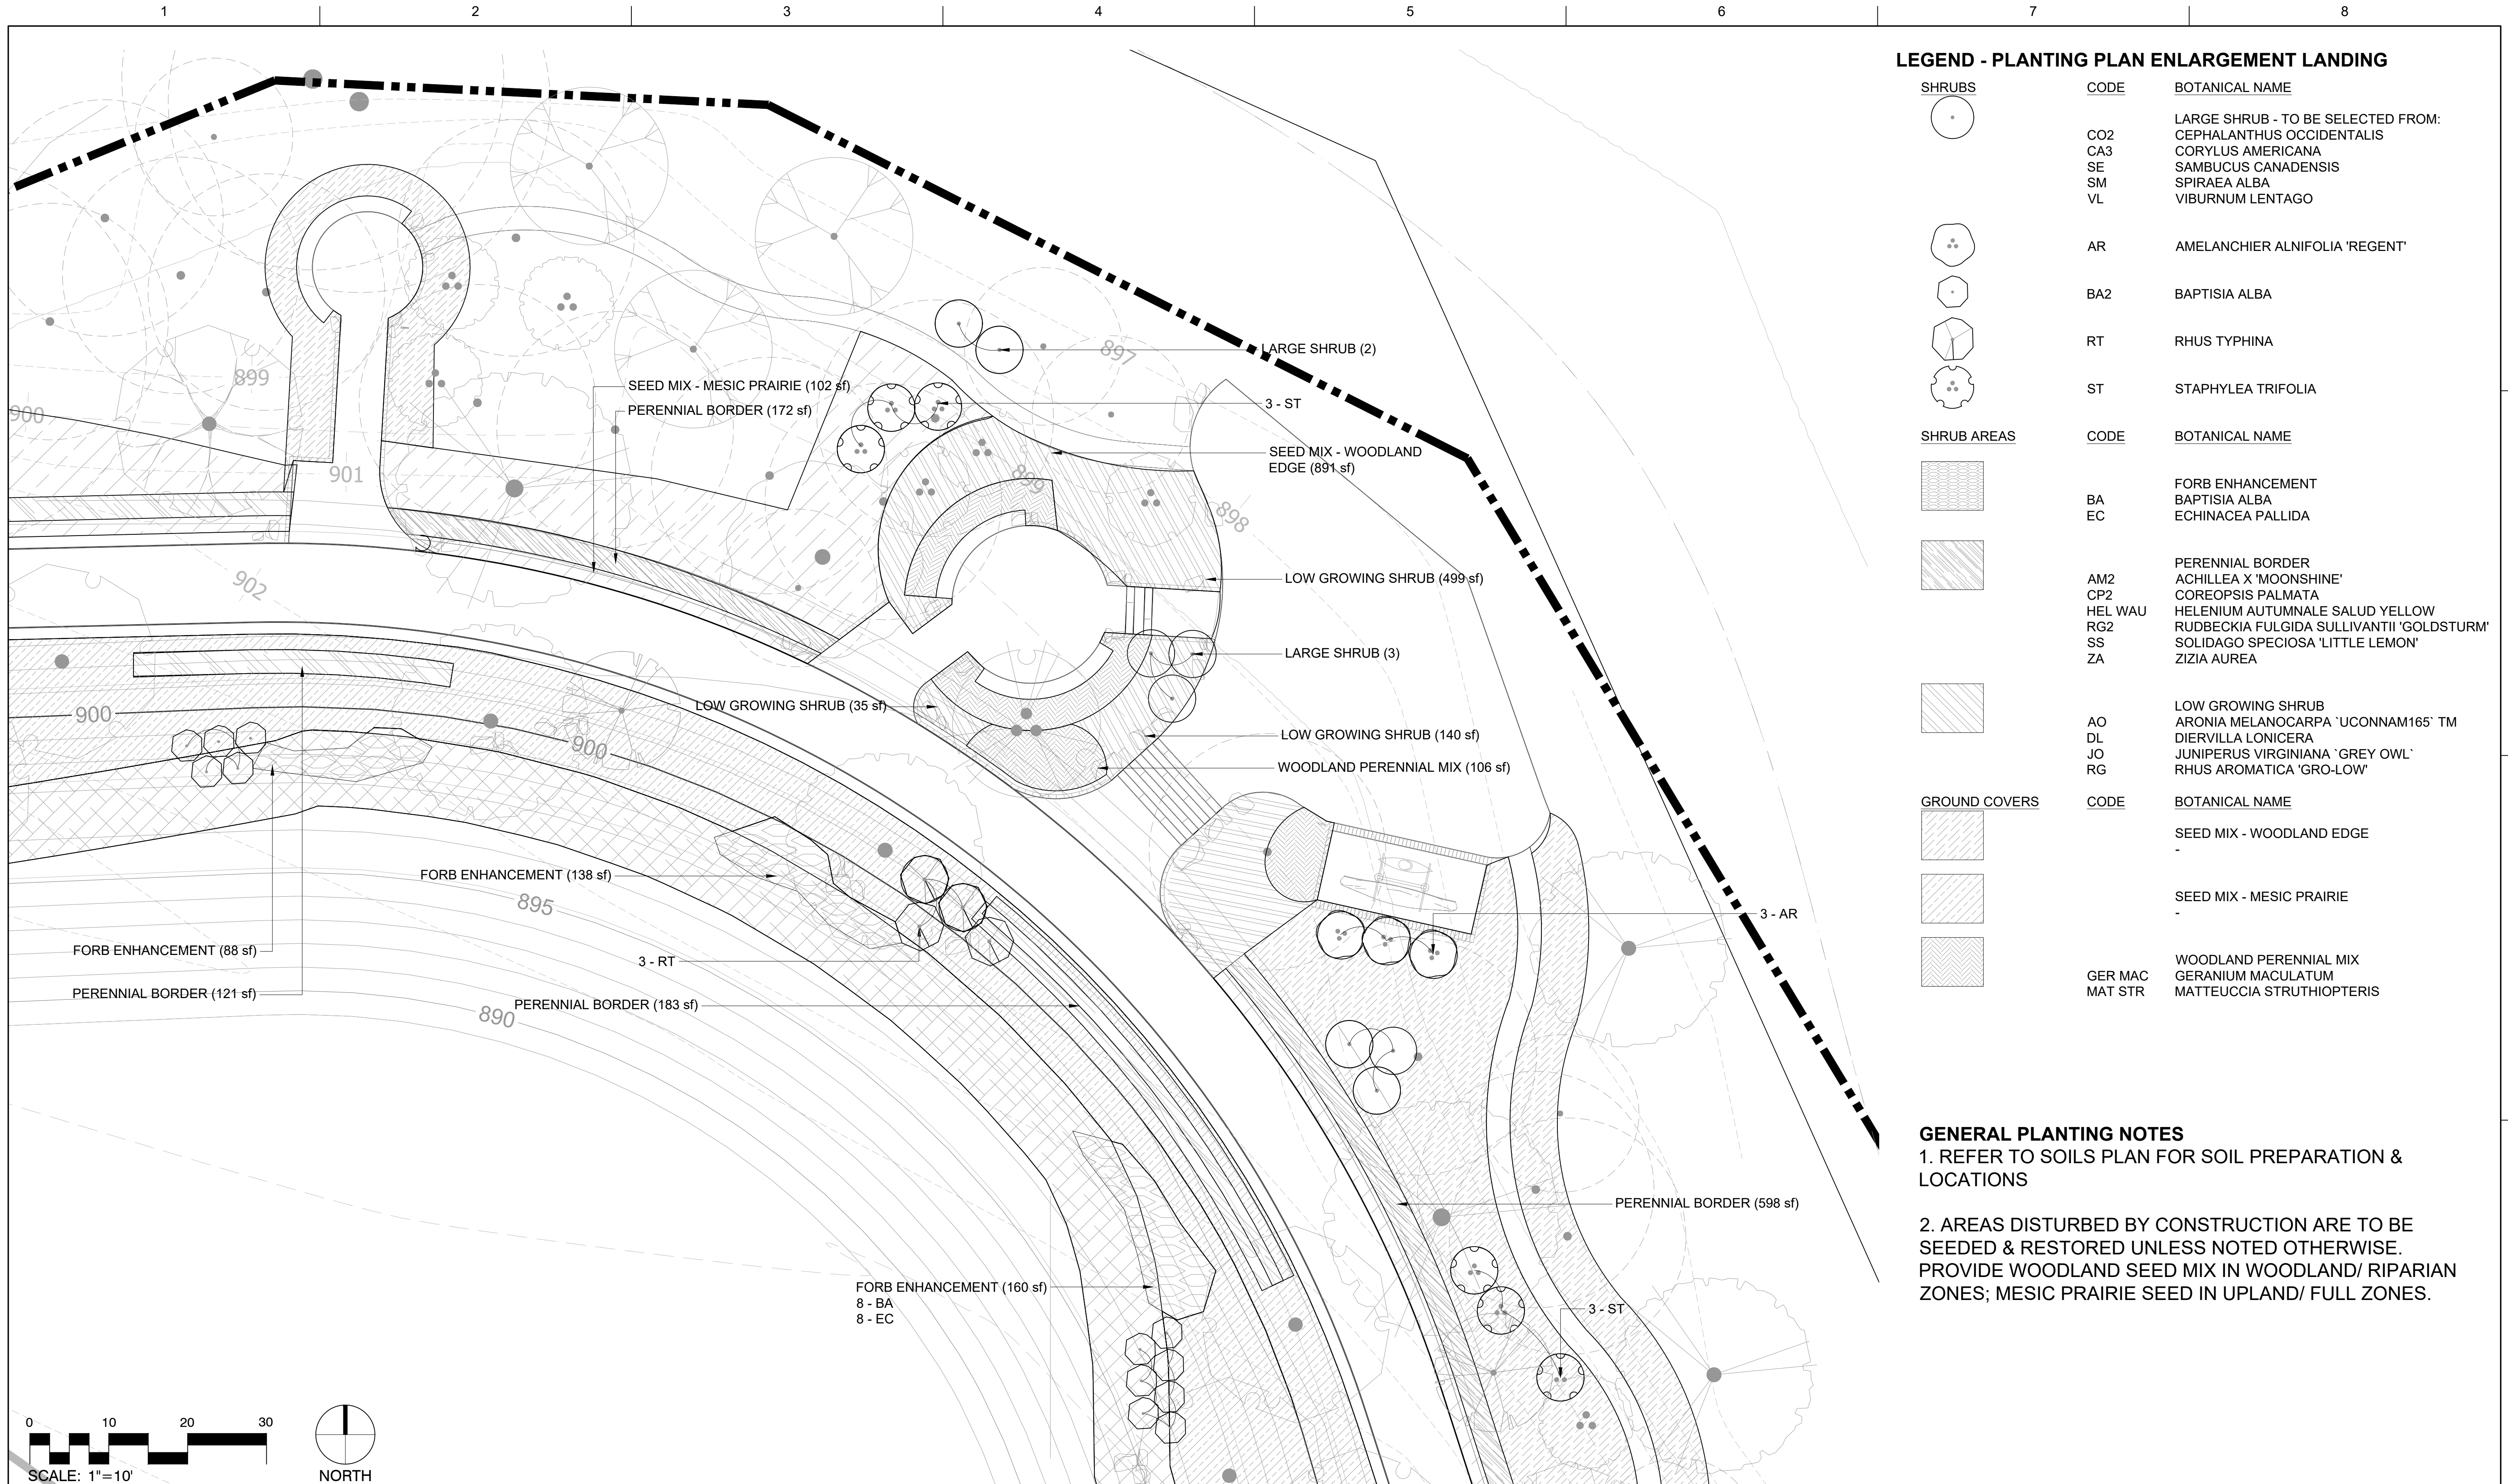 1 2 3 4 5 6 7 8
LEGEND - PLANTING PLAN ENLARGEMENT LANDING
SHRUBS CODE BOTANICAL NAME
LARGE SHRUB - TO BE SELECTED FROM:
CO2 CEPHALANTHUS OCCIDENTALIS
CA3 CORYLUS AMERICANA
SE SAMBUCUS CANADENSIS
SM SPIRAEA ALBA
VL VIBURNUM LENTAGO
AR AMELANCHIER ALNIFOLIA 'REGENT'
BA2 BAPTISIA ALBA
RT RHUS TYPHINA
ST STAPHYLEA TRIFOLIA
SHRUB AREAS CODE BOTANICAL NAME
FORB ENHANCEMENT
BA BAPTISIA ALBA
EC ECHINACEA PALLIDA
PERENNIAL BORDER
AM2 ACHILLEA X 'MOONSHINE'
CP2 COREOPSIS PALMATA
HEL WAU HELENIUM AUTUMNALE SALUD YELLOW
RG2 RUDBECKIA FULGIDA SULLIVANTII 'GOLDSTURM'
SS SOLIDAGO SPECIOSA 'LITTLE LEMON'
ZA ZIZIA AUREA
LOW GROWING SHRUB
AO ARONIA MELANOCARPA `UCONNAM165` TM
DL DIERVILLA LONICERA
JO JUNIPERUS VIRGINIANA `GREY OWL`
RG RHUS AROMATICA 'GRO-LOW'
GROUND COVERS CODE BOTANICAL NAME
SEED MIX - WOODLAND EDGE
-
SEED MIX - MESIC PRAIRIE
-
WOODLAND PERENNIAL MIX
GER MAC GERANIUM MACULATUM
MAT STR MATTEUCCIA STRUTHIOPTERIS
GENERAL PLANTING NOTES
1. REFER TO SOILS PLAN FOR SOIL PREPARATION &
LOCATIONS
2. AREAS DISTURBED BY CONSTRUCTION ARE TO BE
SEEDED & RESTORED UNLESS NOTED OTHERWISE.
PROVIDE WOODLAND SEED MIX IN WOODLAND/ RIPARIAN
ZONES; MESIC PRAIRIE SEED IN UPLAND/ FULL ZONES.
LARGE SHRUB (2)
897
899
SEED MIX - MESIC PRAIRIE (102 sf)
PERENNIAL BORDER (172 sf)
3 - ST
900
SEED MIX - WOODLAND
EDGE (891 sf)
901
899
898
LOW GROWING SHRUB (499 sf)
902
LARGE SHRUB (3)
LOW GROWING SHRUB (35 sf)
900
LOW GROWING SHRUB (140 sf)
900
WOODLAND PERENNIAL MIX (106 sf)
FORB ENHANCEMENT (138 sf)
895
3 - AR
FORB ENHANCEMENT (88 sf)
3 - RT
PERENNIAL BORDER (121 sf)
PERENNIAL BORDER (183 sf)
890
PERENNIAL BORDER (598 sf)
FORB ENHANCEMENT (160 sf)
8 - BA
8 - EC
3 - ST
0 10 20 30
SCALE: 1"=10'
NORTH